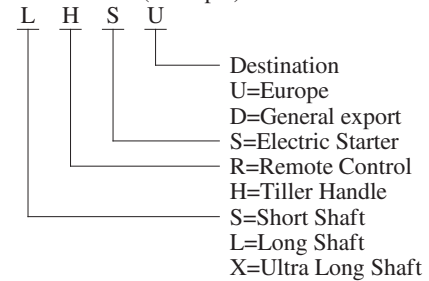 L H S U
Destination
U=Europe
D=General export
S=Electric Starter
R=Remote Control
H=Tiller Handle
S=Short Shaft
L=Long Shaft
X=Ultra Long Shaft